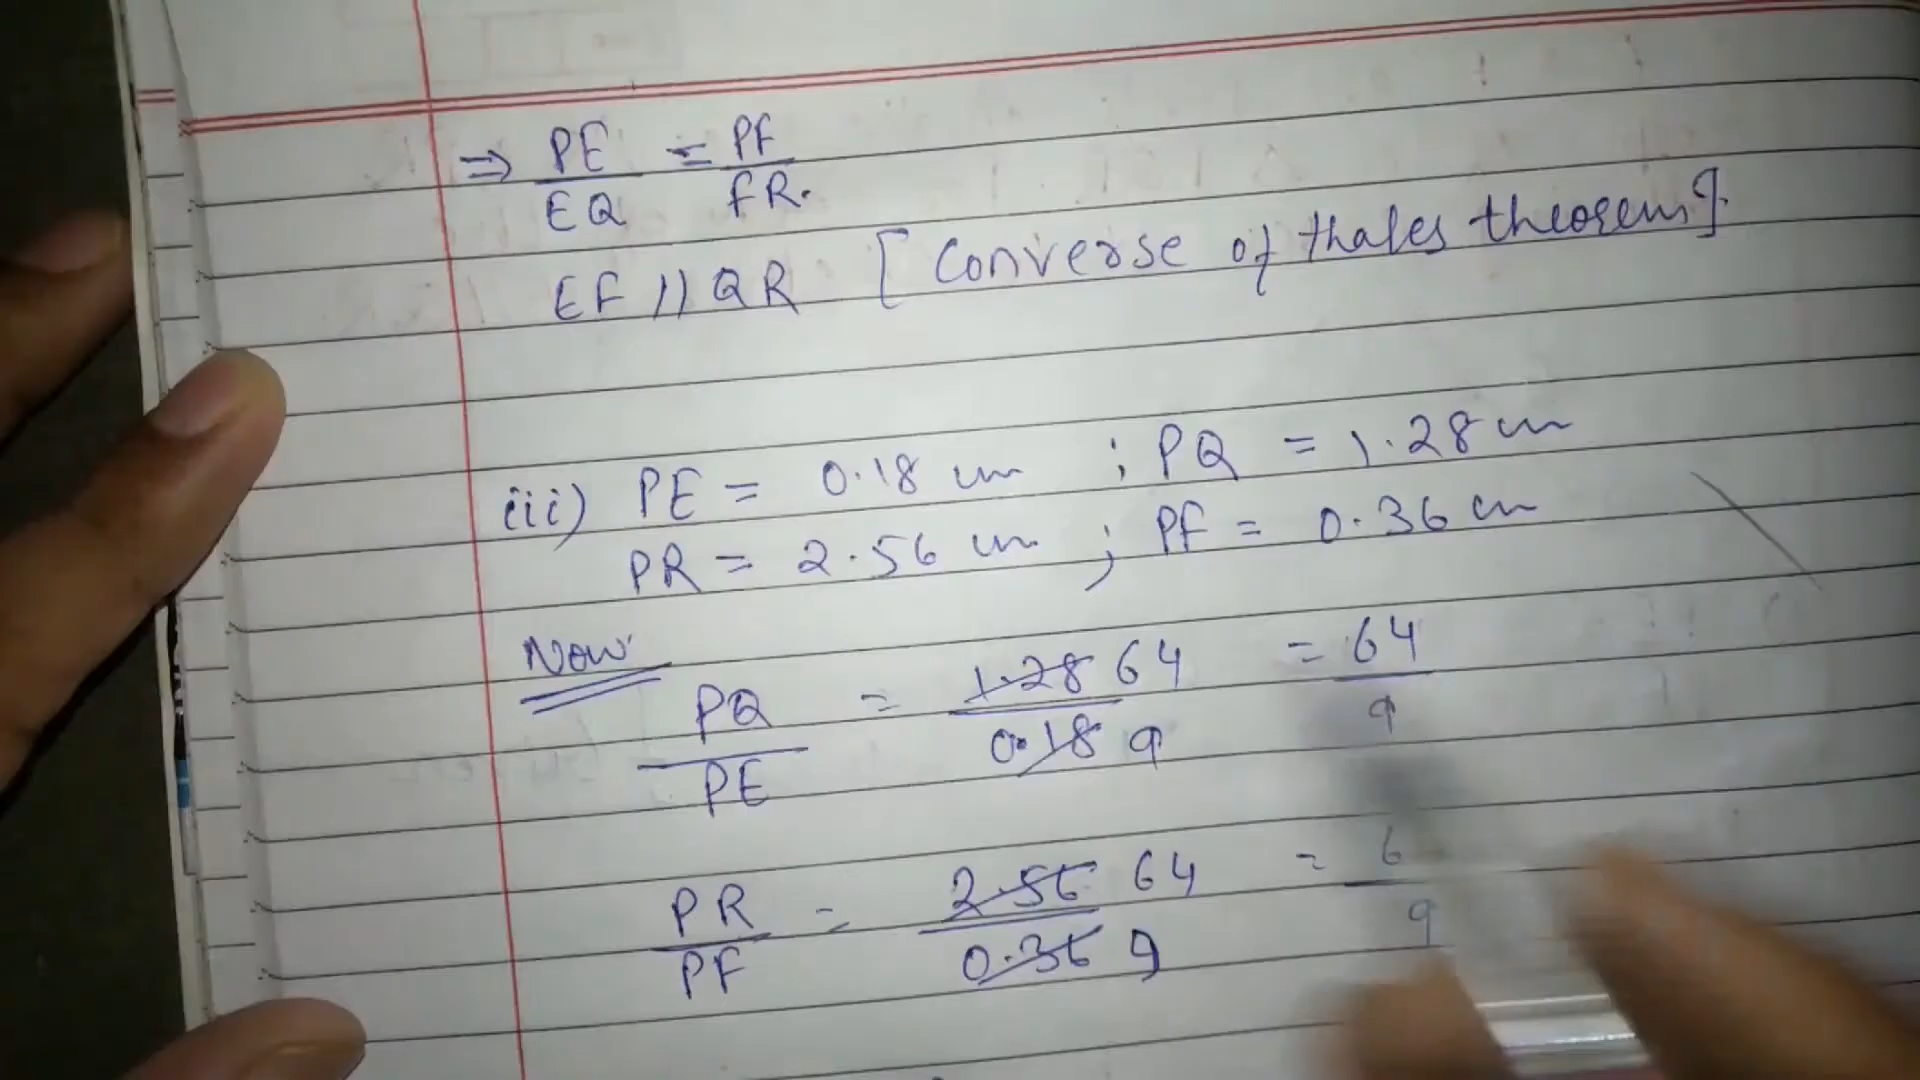 ⇒ PE/EQ = PF/FR.
EF // QR [Converse of thales theorem].
iii) PE = 0.18 cm ; PQ = 1.28 cm
PR = 2.56 cm ; PF = 0.36 cm
Now
PQ/PE = 1.28 64/0.18 9 = 64/9
PR/PF = 2.56 64/0.36 9 = 6/9